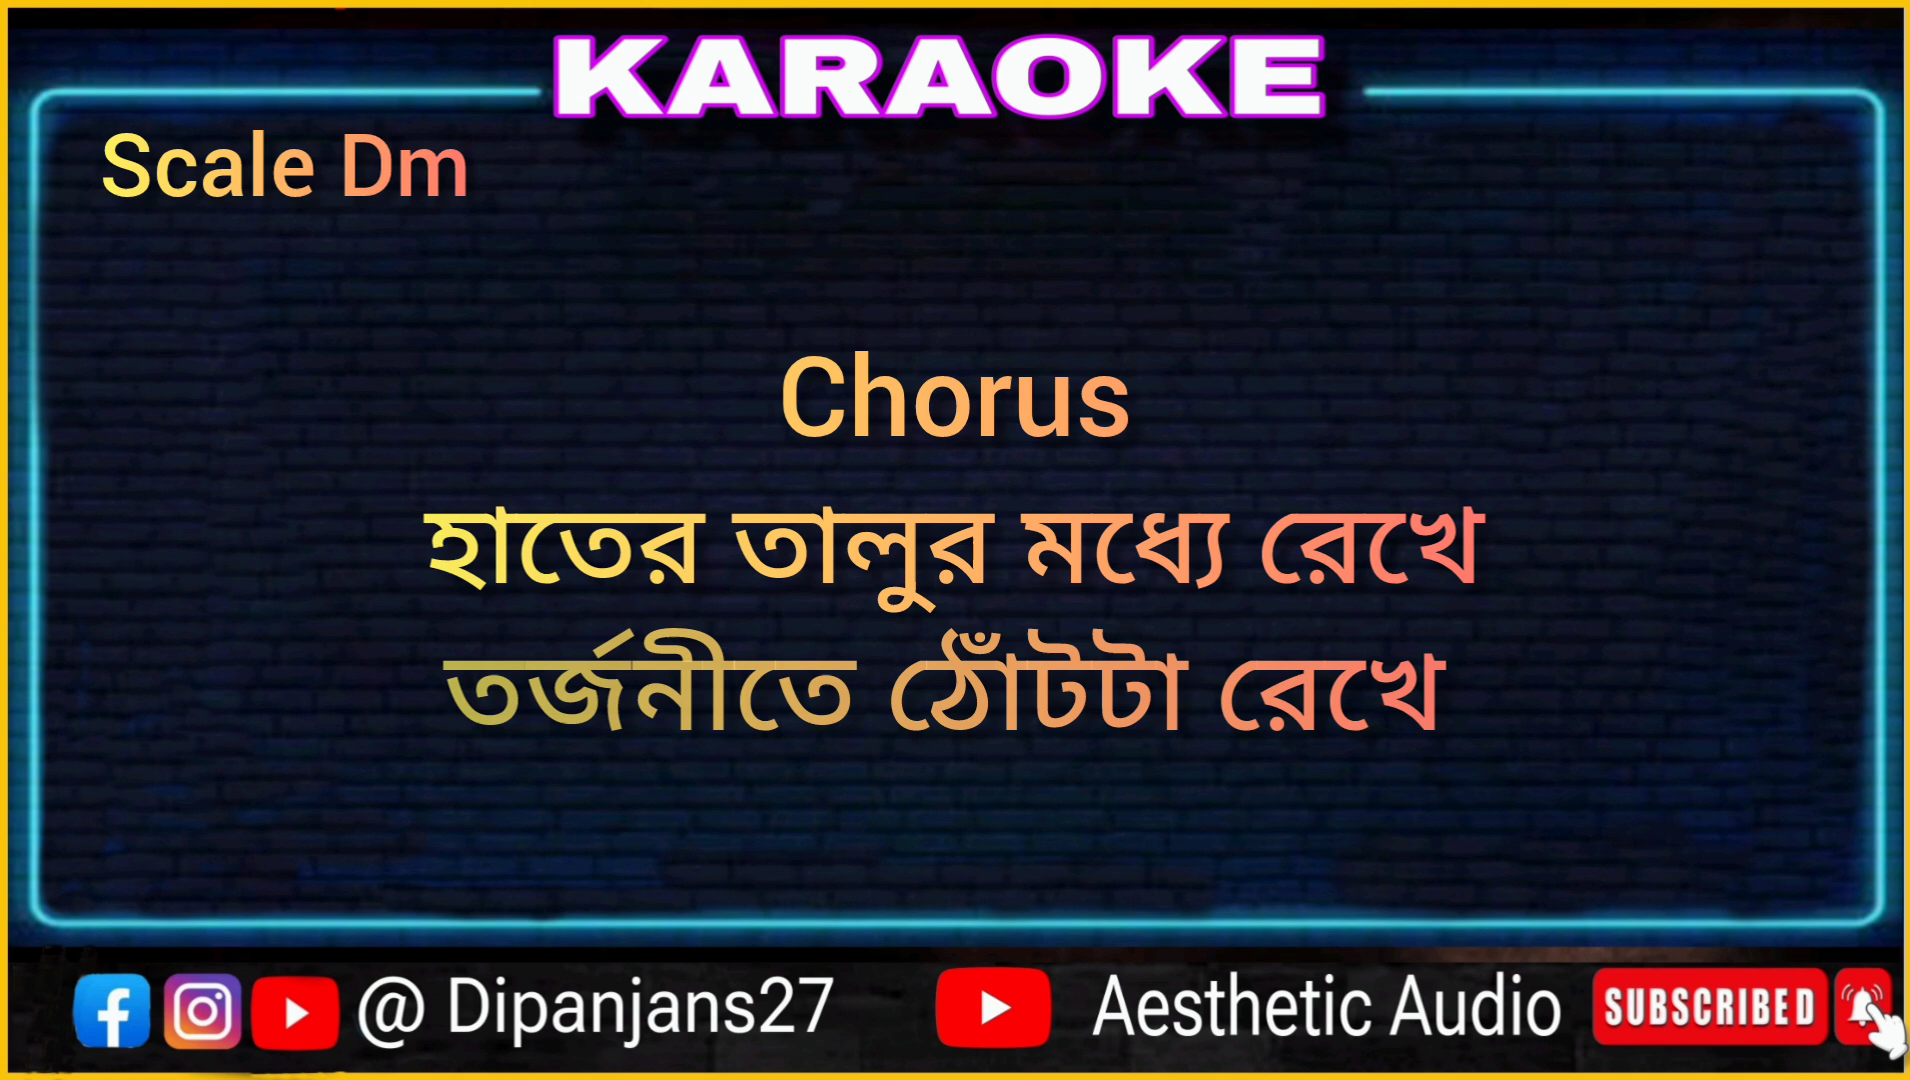 KARAOKE
Scale Dm
Chorus
হাতের তালুর মধ্যে রেখে
তর্জনীতে ঠোঁটটা রেখে
@ Dipanjans27
Aesthetic Audio
SUBSCRIBED